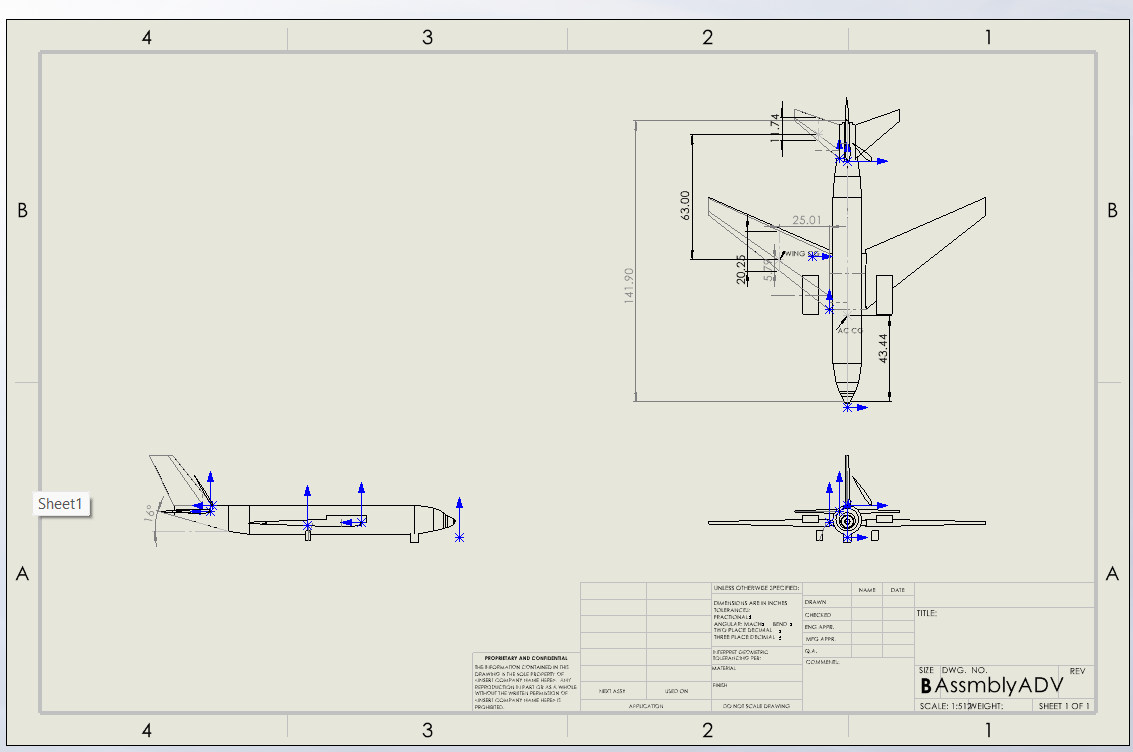 4 3 2 1
B B
11.74
63.00
25.01
WING
20.25
141.90
AC CG
43.44
Sheet1
16°
A A
UNLESS OTHERWISE SPECIFIED:
NAME DATE
DIMENSIONS ARE IN INCHES
TOLERANCES:
FRACTIONAL±
ANGULAR: MACH± BEND ±
TWO PLACE DECIMAL ±
THREE PLACE DECIMAL ±
DRAWN
CHECKED
ENG APPR.
MFG APPR.
Q.A.
COMMENTS:
TITLE:
INTERPRET GEOMETRIC
TOLERANCING PER:
MATERIAL
FINISH
PROPRIETARY AND CONFIDENTIAL
THE INFORMATION CONTAINED IN THIS
DRAWING IS THE SOLE PROPERTY OF
<INSERT COMPANY NAME HERE>. ANY
REPRODUCTION IN PART OR AS A WHOLE
WITHOUT THE WRITTEN PERMISSION OF
<INSERT COMPANY NAME HERE> IS
PROHIBITED.
NEXT ASSY USED ON
APPLICATION
DO NOT SCALE DRAWING
SIZE DWG. NO. REV
B AssmblyADV
SCALE: 1:512 WEIGHT: SHEET 1 OF 1
4 3 2 1